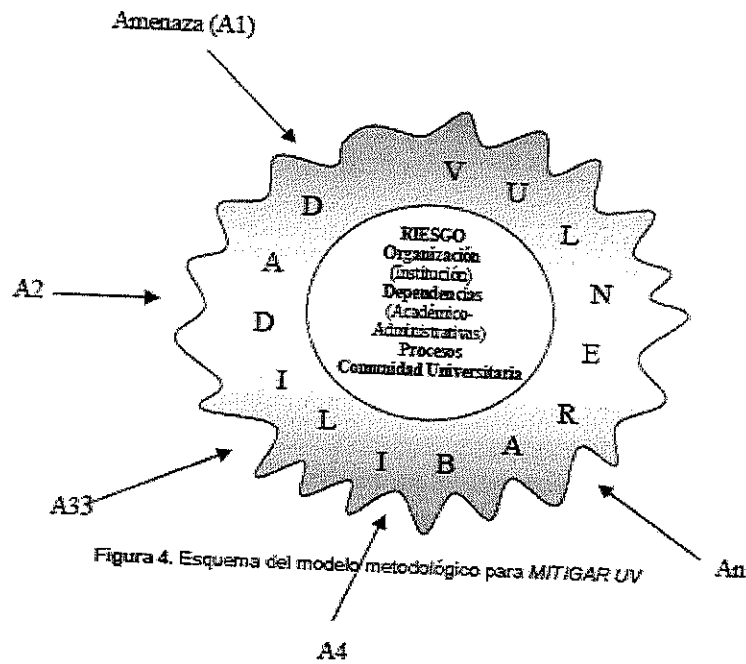 Amenaza (A1)
VULNERABILIDAD
RIESGO
Organización
(Institución)
Dependencias
(Académico-
Administrativas)
Procesos
Comunidad Universitaria
A2
A33
A4
An
Figura 4. Esquema del modelo metodológico para MITIGAR UV